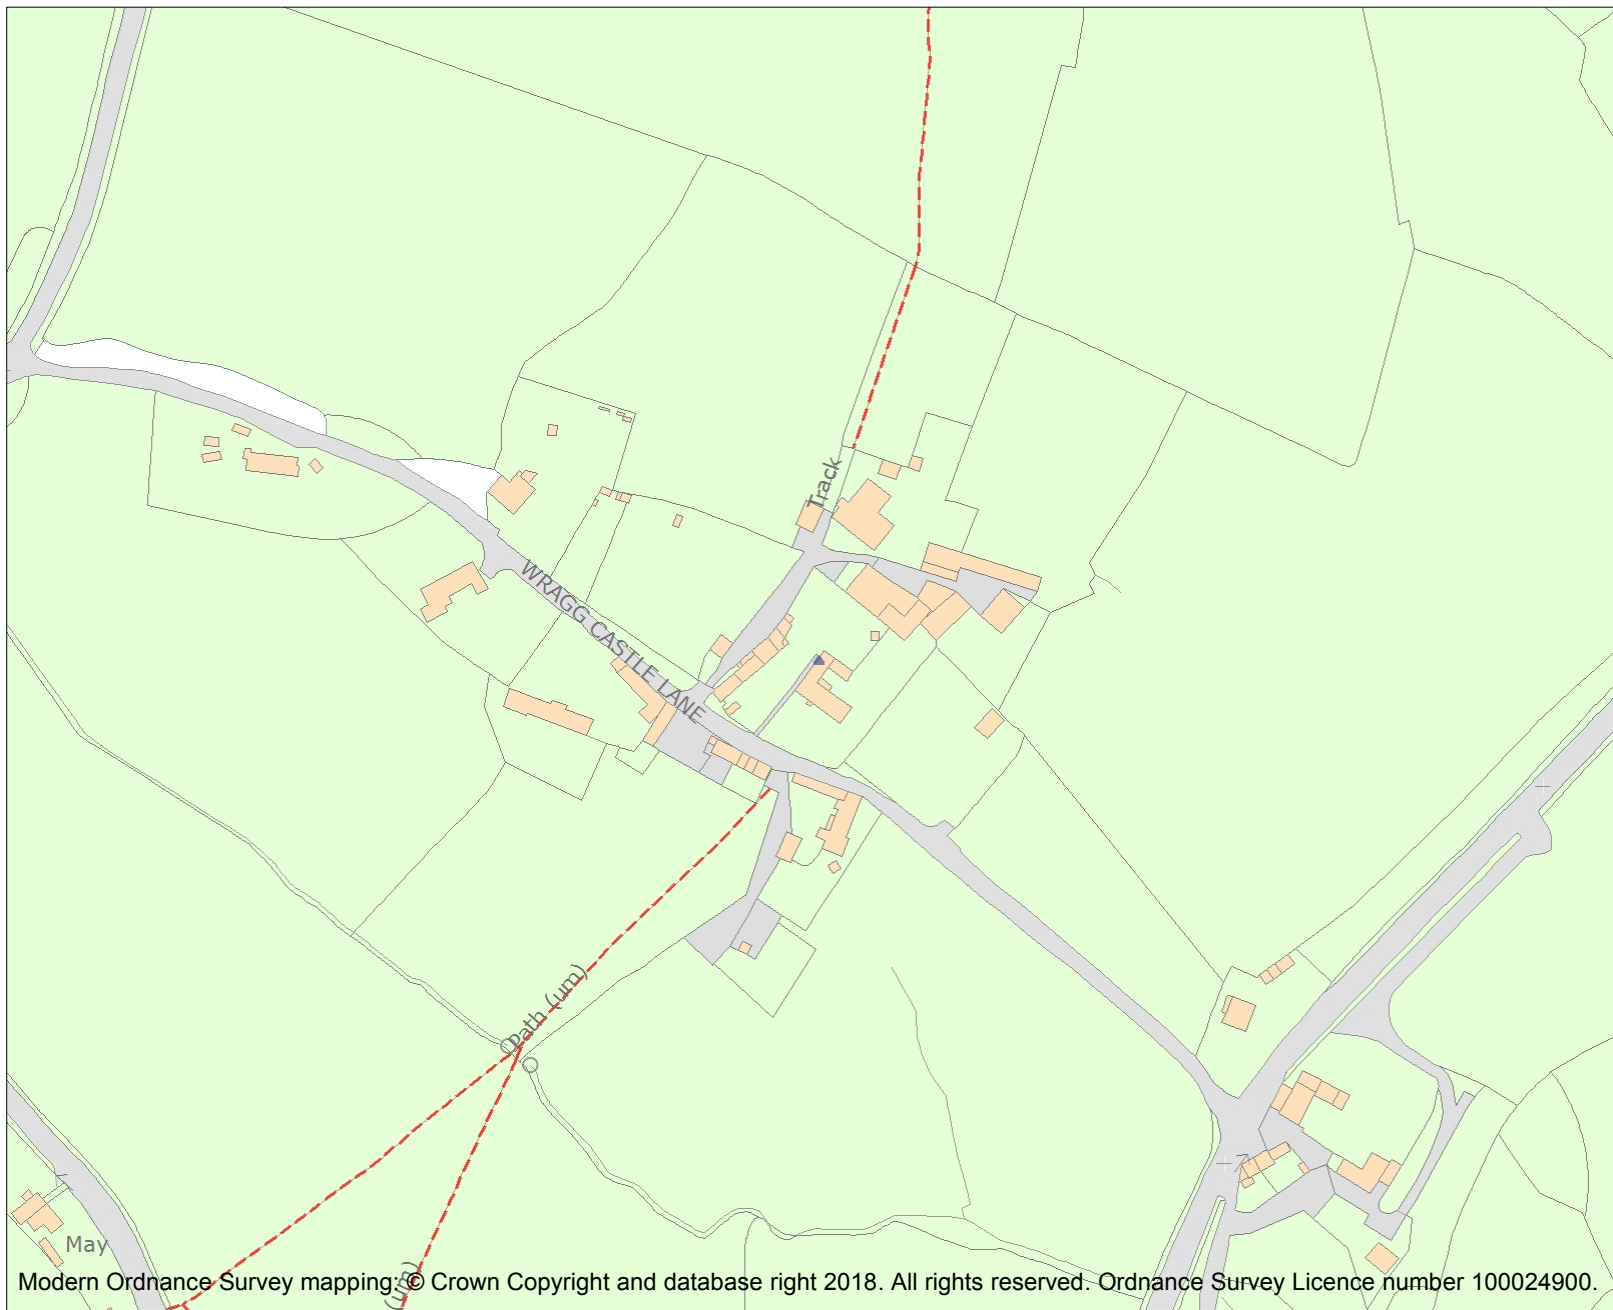 Track
WRAGG CASTLE LANE
Path (um)
May
(um)
Modern Ordnance Survey mapping: © Crown Copyright and database right 2018. All rights reserved. Ordnance Survey Licence number 100024900.